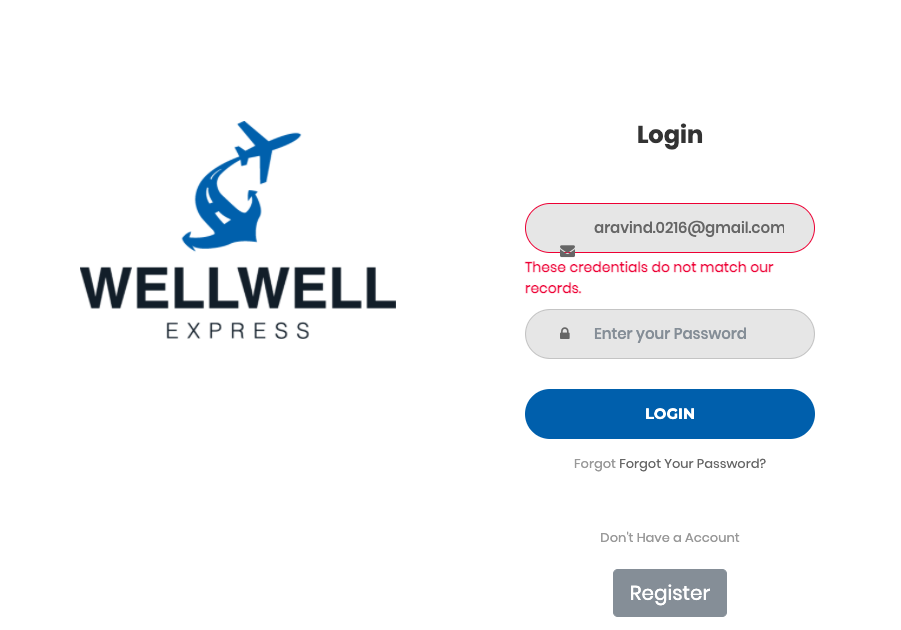 WELLWELL
EXPRESS
Login
aravind.0216@gmail.com
These credentials do not match our
records.
Enter your Password
LOGIN
Forgot Forgot Your Password?
Don't Have a Account
Register